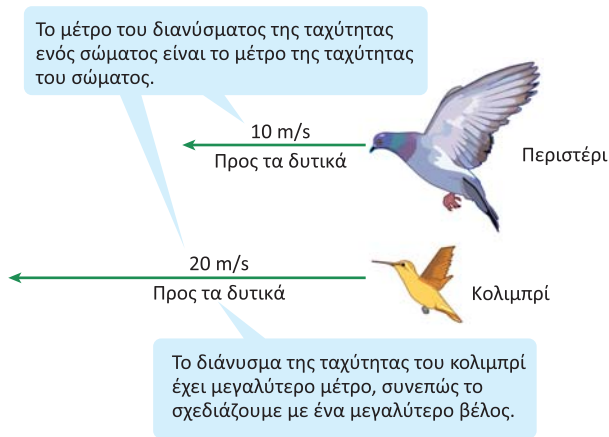 Το μέτρο του διανύσματος της ταχύτητας
ενός σώματος είναι το μέτρο της ταχύτητας
του σώματος.
10 m/s
Προς τα δυτικά
Περιστέρι
20 m/s
Προς τα δυτικά
Κολιμπρί
Το διάνυσμα της ταχύτητας του κολιμπρί
έχει μεγαλύτερο μέτρο, συνεπώς το
σχεδιάζουμε με ένα μεγαλύτερο βέλος.